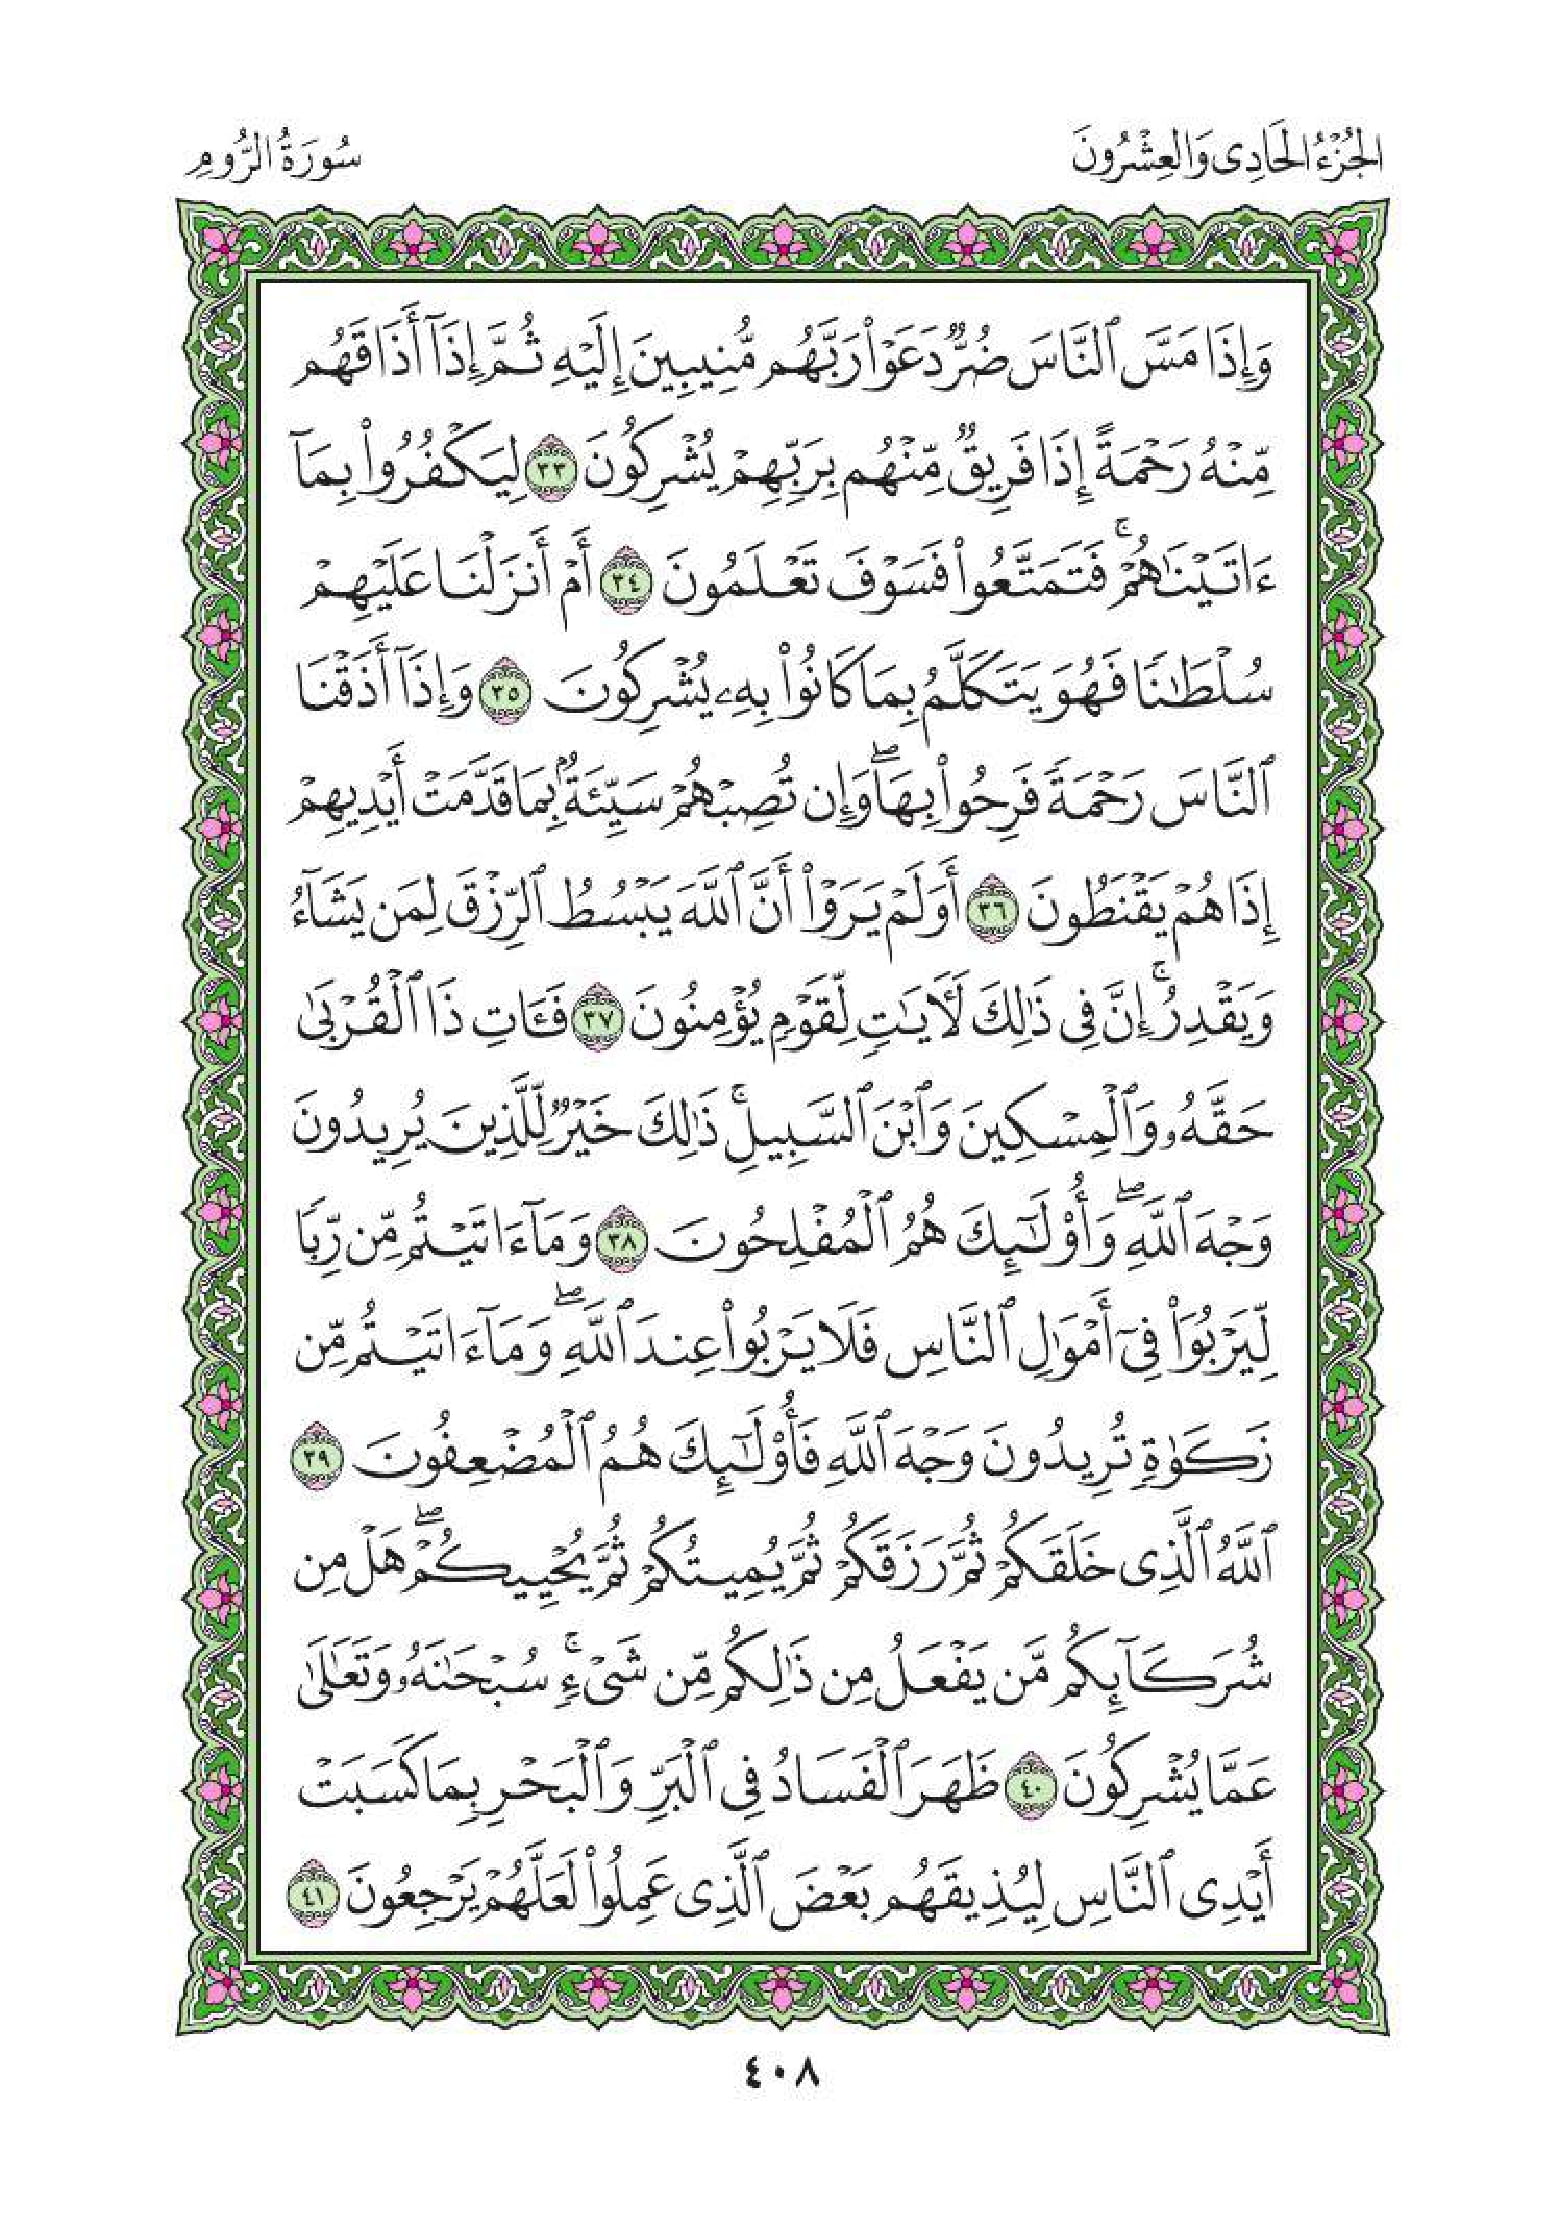 الجُزْءُ الحَادِى وَالعِشْرُونَ
سُورَةُ الرُّومِ
وَإِذَا مَسَّ ٱلنَّاسَ ضُرٌّ دَعَوْا۟ رَبَّهُم مُّنِيبِينَ إِلَيْهِ ثُمَّ إِذَآ أَذَاقَهُم
مِّنْهُ رَحْمَةً إِذَا فَرِيقٌ مِّنْهُم بِرَبِّهِمْ يُشْرِكُونَ ٣٣ لِيَكْفُرُوا۟ بِمَآ
ءَاتَيْنَٰهُمْ ۚ فَتَمَتَّعُوا۟ فَسَوْفَ تَعْلَمُونَ ٣٤ أَمْ أَنزَلْنَا عَلَيْهِمْ
سُلْطَٰنًا فَهُوَ يَتَكَلَّمُ بِمَا كَانُوا۟ بِهِۦ يُشْرِكُونَ ٣٥ وَإِذَآ أَذَقْنَا
ٱلنَّاسَ رَحْمَةً فَرِحُوا۟ بِهَا ۖ وَإِن تُصِبْهُمْ سَيِّئَةٌۢ بِمَا قَدَّمَتْ أَيْدِيهِمْ
إِذَا هُمْ يَقْنَطُونَ ٣٦ أَوَلَمْ يَرَوْا۟ أَنَّ ٱللَّهَ يَبْسُطُ ٱلرِّزْقَ لِمَن يَشَآءُ
وَيَقْدِرُ ۚ إِنَّ فِى ذَٰلِكَ لَـَٔايَٰتٍ لِّقَوْمٍ يُؤْمِنُونَ ٣٧ فَـَٔاتِ ذَا ٱلْقُرْبَىٰ
حَقَّهُۥ وَٱلْمِسْكِينَ وَٱبْنَ ٱلسَّبِيلِ ۚ ذَٰلِكَ خَيْرٌ لِّلَّذِينَ يُرِيدُونَ
وَجْهَ ٱللَّهِ ۖ وَأُو۟لَٰٓئِكَ هُمُ ٱلْمُفْلِحُونَ ٣٨ وَمَآ ءَاتَيْتُم مِّن رِّبًا
لِّيَرْبُوَا۟ فِىٓ أَمْوَٰلِ ٱلنَّاسِ فَلَا يَرْبُوا۟ عِندَ ٱللَّهِ ۖ وَمَآ ءَاتَيْتُم مِّن
زَكَوٰةٍ تُرِيدُونَ وَجْهَ ٱللَّهِ فَأُو۟لَٰٓئِكَ هُمُ ٱلْمُضْعِفُونَ ٣٩
ٱللَّهُ ٱلَّذِى خَلَقَكُمْ ثُمَّ رَزَقَكُمْ ثُمَّ يُمِيتُكُمْ ثُمَّ يُحْيِيكُمْ ۖ هَلْ مِن
شُرَكَآئِكُم مَّن يَفْعَلُ مِن ذَٰلِكُم مِّن شَىْءٍ ۚ سُبْحَٰنَهُۥ وَتَعَٰلَىٰ
عَمَّا يُشْرِكُونَ ٤٠ ظَهَرَ ٱلْفَسَادُ فِى ٱلْبَرِّ وَٱلْبَحْرِ بِمَا كَسَبَتْ
أَيْدِى ٱلنَّاسِ لِيُذِيقَهُم بَعْضَ ٱلَّذِى عَمِلُوا۟ لَعَلَّهُمْ يَرْجِعُونَ ٤١
٤٠٨